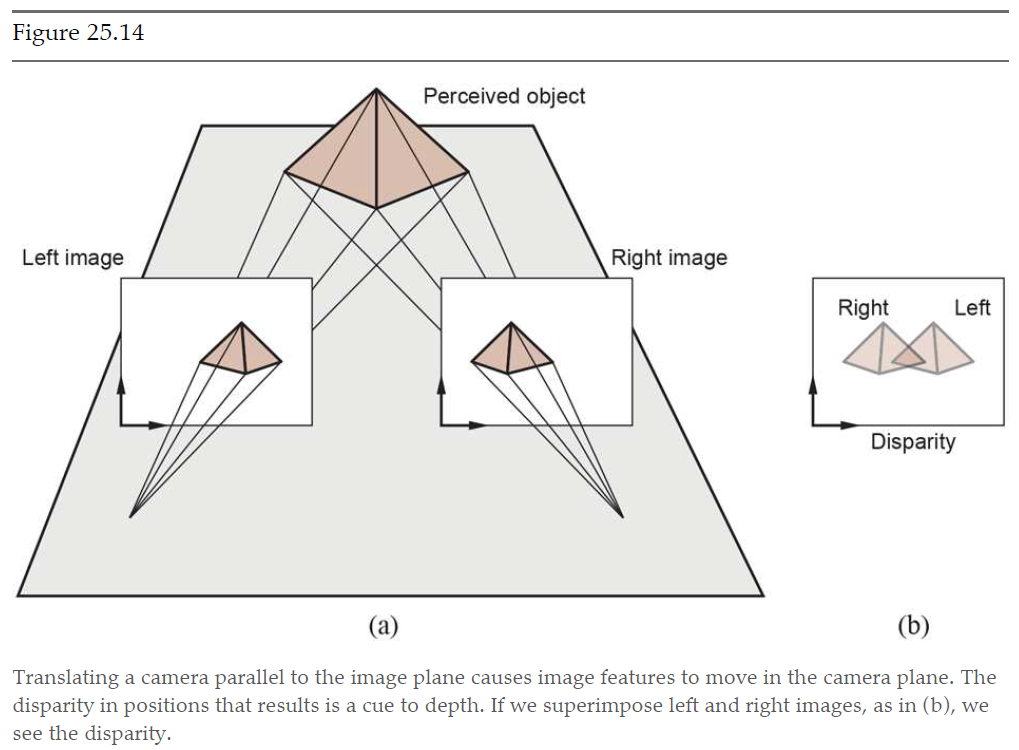 Figure 25.14
Perceived object
Left image
Right image
Right
Left
Disparity
(a)
(b)
Translating a camera parallel to the image plane causes image features to move in the camera plane. The
disparity in positions that results is a cue to depth. If we superimpose left and right images, as in (b), we
see the disparity.